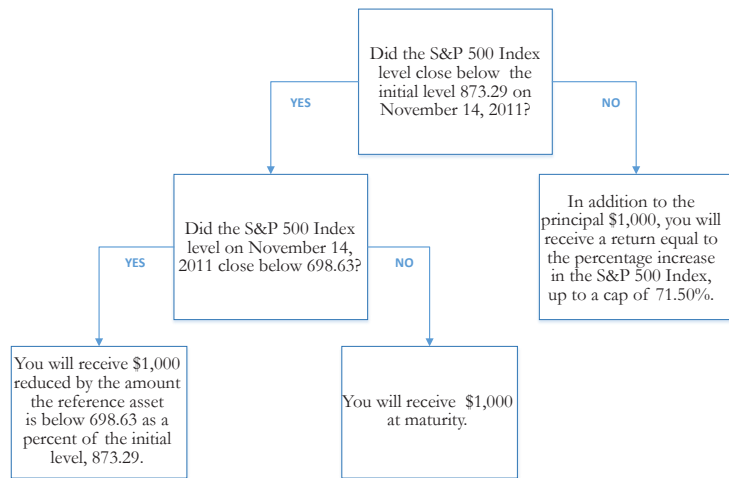 Did the S&P 500 Index
level close below the
initial level 873.29 on
November 14, 2011?
YES
NO
Did the S&P 500 Index
level on November 14,
2011 close below 698.63?
In addition to the
principal $1,000, you will
receive a return equal to
the percentage increase
in the S&P 500 Index,
up to a cap of 71.50%.
YES
NO
You will receive $1,000
reduced by the amount
the reference asset
is below 698.63 as a
percent of the initial
level, 873.29.
You will receive $1,000
at maturity.